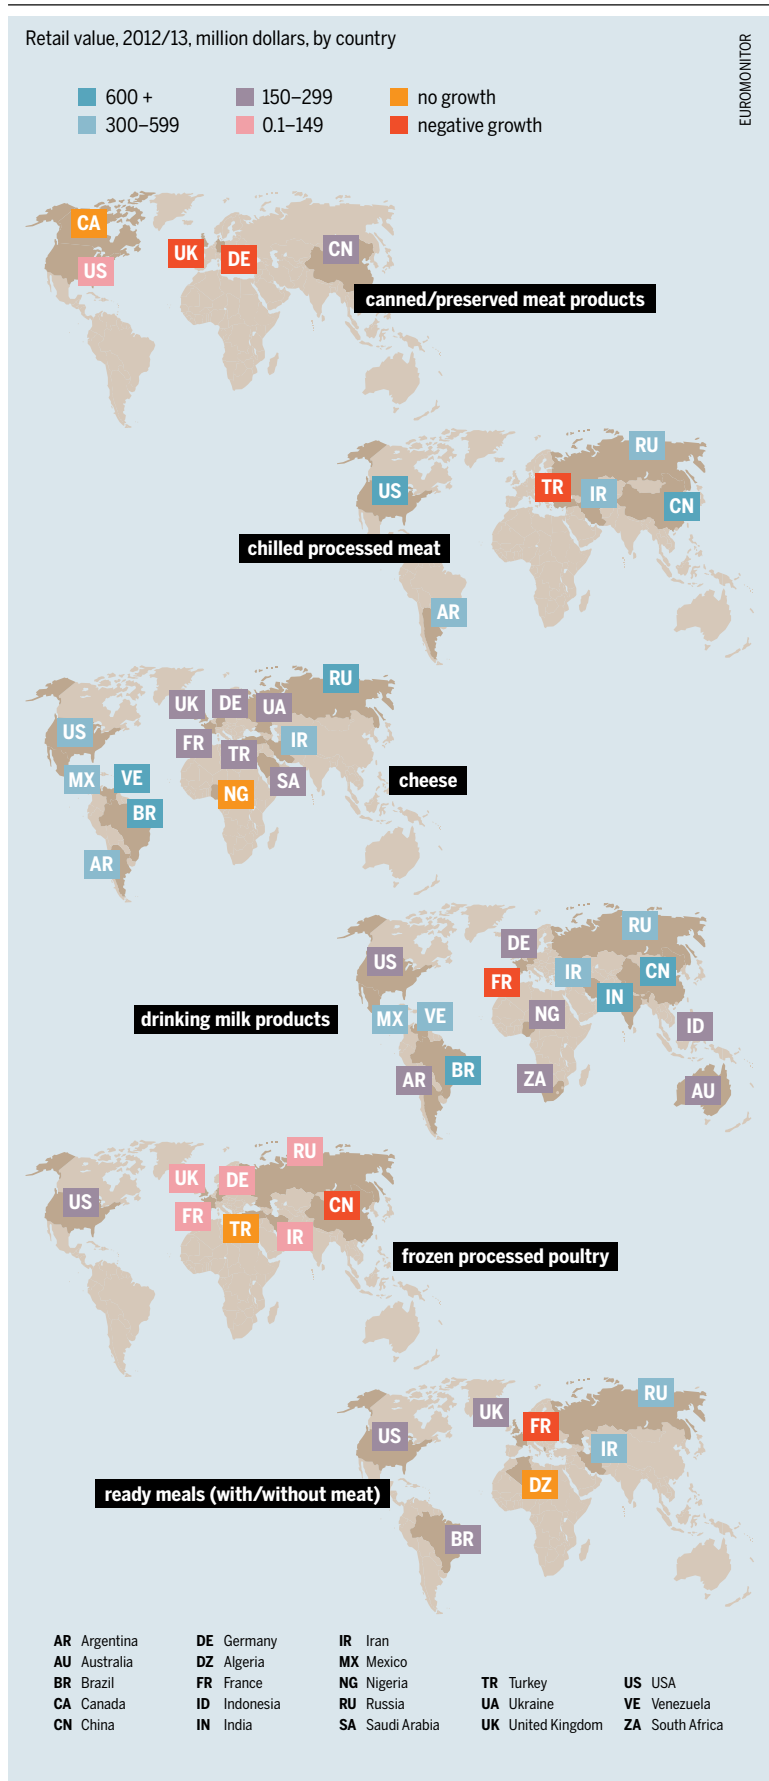 Retail value, 2012/13, million dollars, by country
EUROMONITOR
600 +
150–299
no growth
300–599
0.1–149
negative growth
CA
US
UK
DE
CN
canned/preserved meat products
RU
US
TR
IR
CN
chilled processed meat
AR
RU
UK
DE
UA
US
FR
TR
IR
MX
VE
SA
cheese
NG
BR
AR
RU
DE
US
FR
IR
CN
IN
drinking milk products
MX
VE
NG
ID
AR
BR
ZA
AU
RU
UK
DE
US
FR
TR
CN
IR
frozen processed poultry
RU
UK
US
FR
IR
DZ
ready meals (with/without meat)
BR
AR Argentina
AU Australia
BR Brazil
CA Canada
CN China
DE Germany
DZ Algeria
FR France
ID Indonesia
IN India
IR Iran
MX Mexico
NG Nigeria
RU Russia
SA Saudi Arabia
TR Turkey
UA Ukraine
UK United Kingdom
US USA
VE Venezuela
ZA South Africa